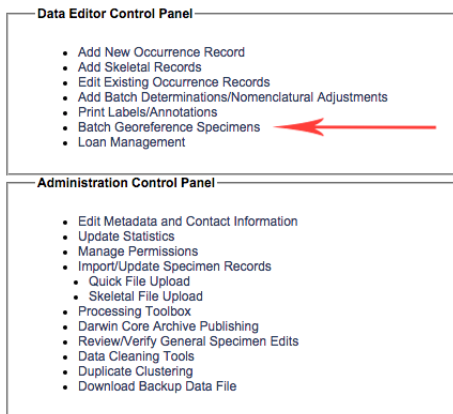 Data Editor Control Panel
Add New Occurrence Record
Add Skeletal Records
Edit Existing Occurrence Records
Add Batch Determinations/Nomenclatural Adjustments
Print Labels/Annotations
Batch Georeference Specimens
Loan Management
Administration Control Panel
Edit Metadata and Contact Information
Update Statistics
Manage Permissions
Import/Update Specimen Records
Quick File Upload
Skeletal File Upload
Processing Toolbox
Darwin Core Archive Publishing
Review/Verify General Specimen Edits
Data Cleaning Tools
Duplicate Clustering
Download Backup Data File